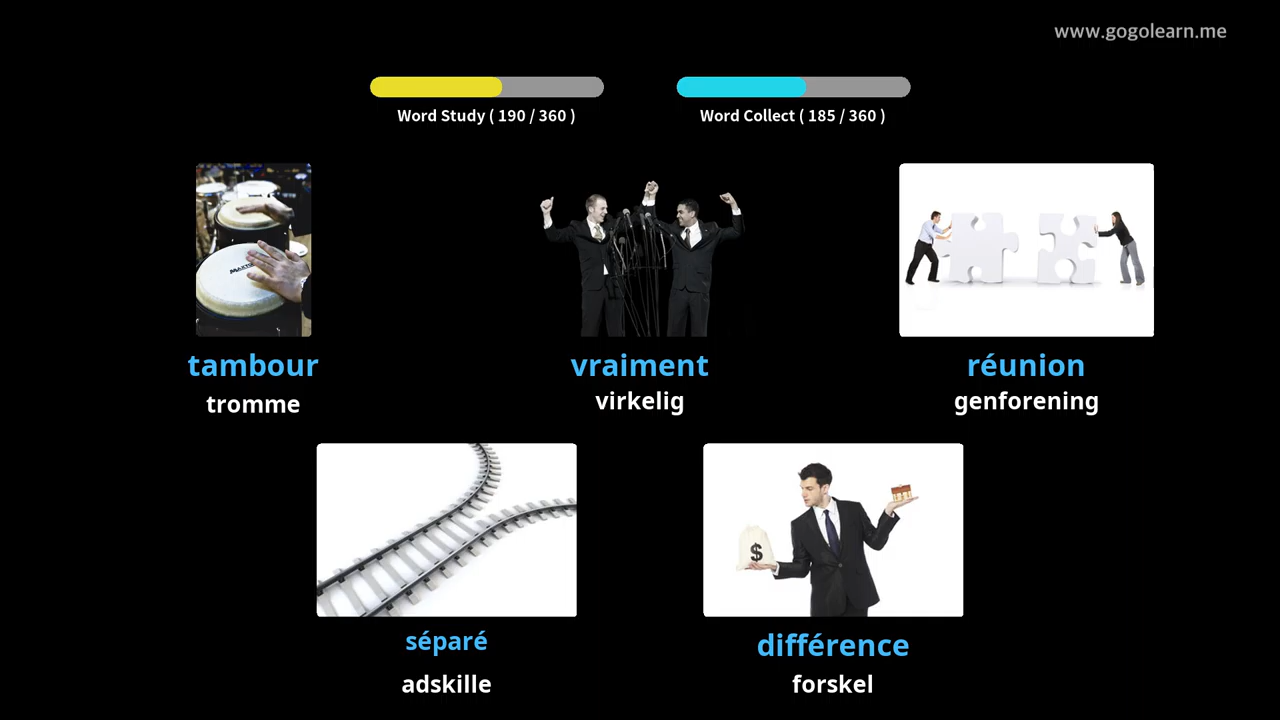 www.gogolearn.me
Word Study ( 190 / 360 )
Word Collect ( 185 / 360 )
tambour
tromme
vraiment
virkelig
réunion
genforening
$
séparé
adskille
différence
forskel